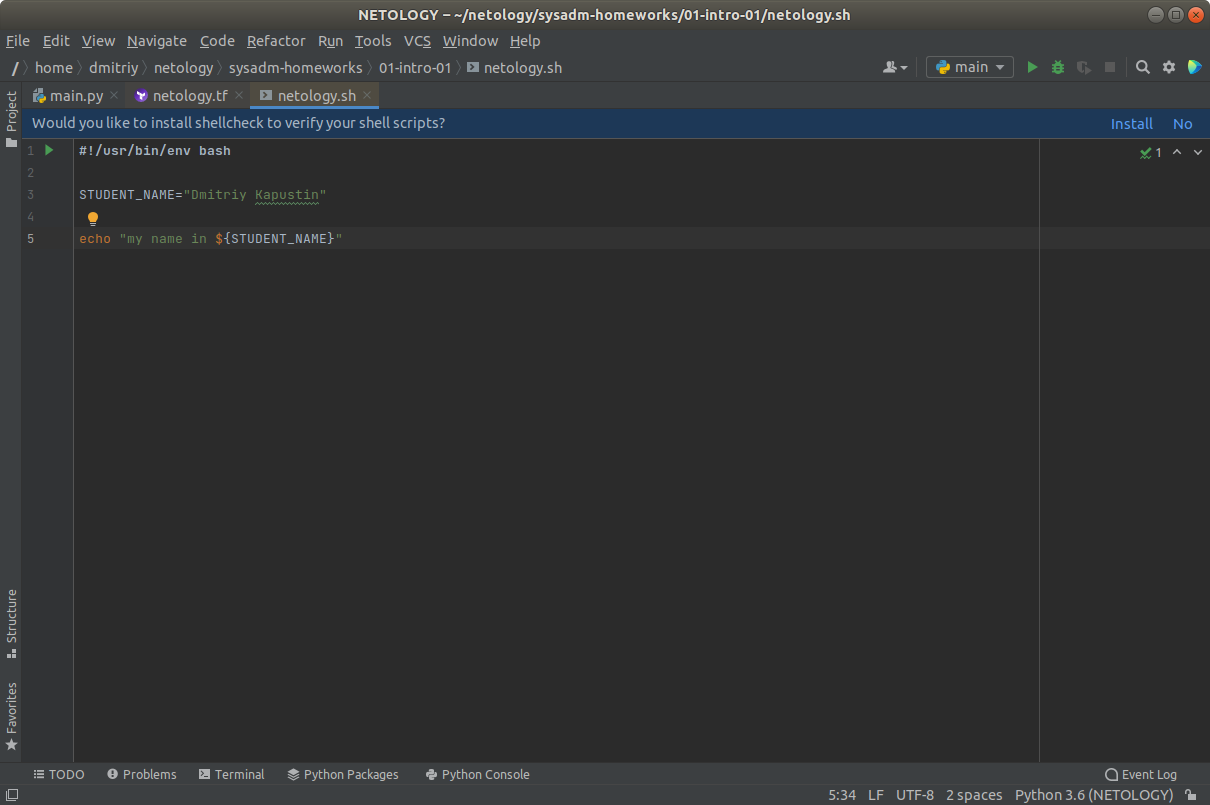 NETOLOGY – ~/netology/sysadm-homeworks/01-intro-01/netology.sh
File Edit View Navigate Code Refactor Run Tools VCS Window Help
/ home dmitriy netology sysadm-homeworks 01-intro-01 netology.sh main
Project
main.py netology.tf netology.sh
Would you like to install shellcheck to verify your shell scripts? Install No
1 #!/usr/bin/env bash 1
2
3 STUDENT_NAME="Dmitriy Kapustin"
4
5 echo "my name in ${STUDENT_NAME}"
Structure
Favorites
TODO Problems Terminal Python Packages Python Console Event Log
5:34 LF UTF-8 2 spaces Python 3.6 (NETOLOGY)